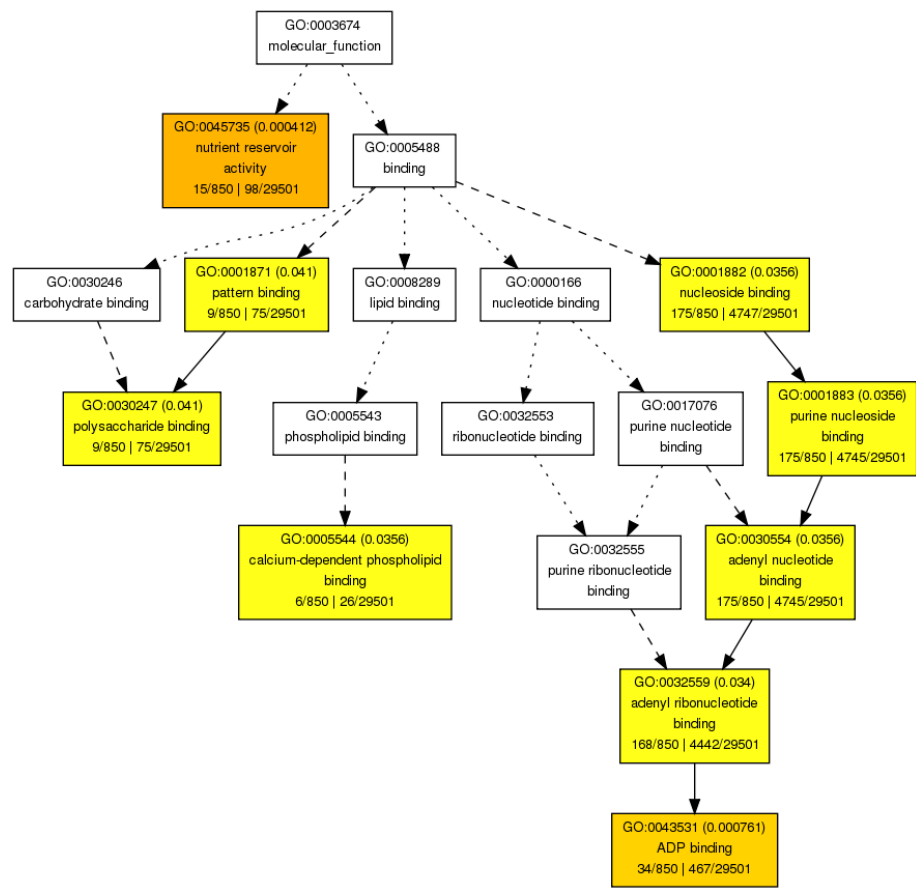 GO:0003674
molecular_function
GO:0045735 (0.000412)
nutrient reservoir
activity
15/850 | 98/29501
GO:0005488
binding
GO:0030246
carbohydrate binding
GO:0001871 (0.041)
pattern binding
9/850 | 75/29501
GO:0008289
lipid binding
GO:0000166
nucleotide binding
GO:0001882 (0.0356)
nucleoside binding
175/850 | 4747/29501
GO:0030247 (0.041)
polysaccharide binding
9/850 | 75/29501
GO:0005543
phospholipid binding
GO:0032553
ribonucleotide binding
GO:0017076
purine nucleotide
binding
GO:0001883 (0.0356)
purine nucleoside
binding
175/850 | 4745/29501
GO:0005544 (0.0356)
calcium-dependent phospholipid
binding
6/850 | 26/29501
GO:0032555
purine ribonucleotide
binding
GO:0030554 (0.0356)
adenyl nucleotide
binding
175/850 | 4745/29501
GO:0032559 (0.034)
adenyl ribonucleotide
binding
168/850 | 4442/29501
GO:0043531 (0.000761)
ADP binding
34/850 | 467/29501